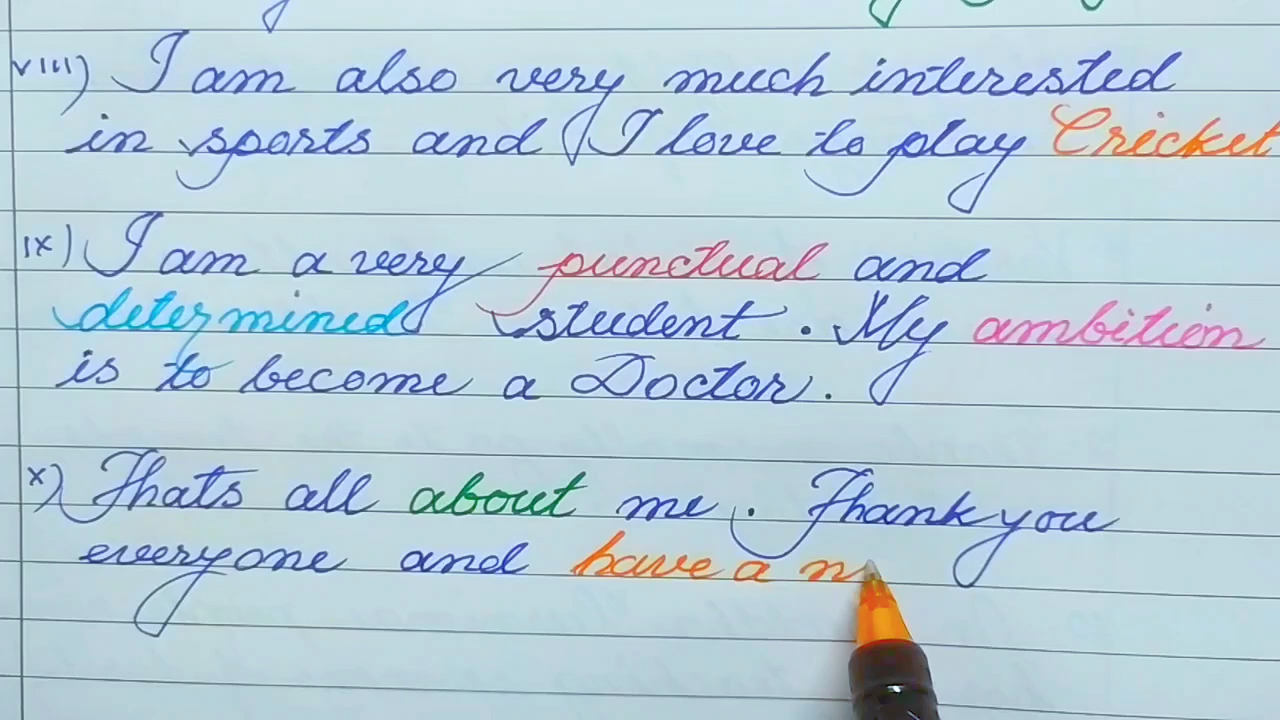 viii) I am also very much interested
in sports and I love to play Cricket
ix) I am a very punctual and
determined student. My ambition
is to become a Doctor.
x) Thats all about me. Thank you
everyone and have a n